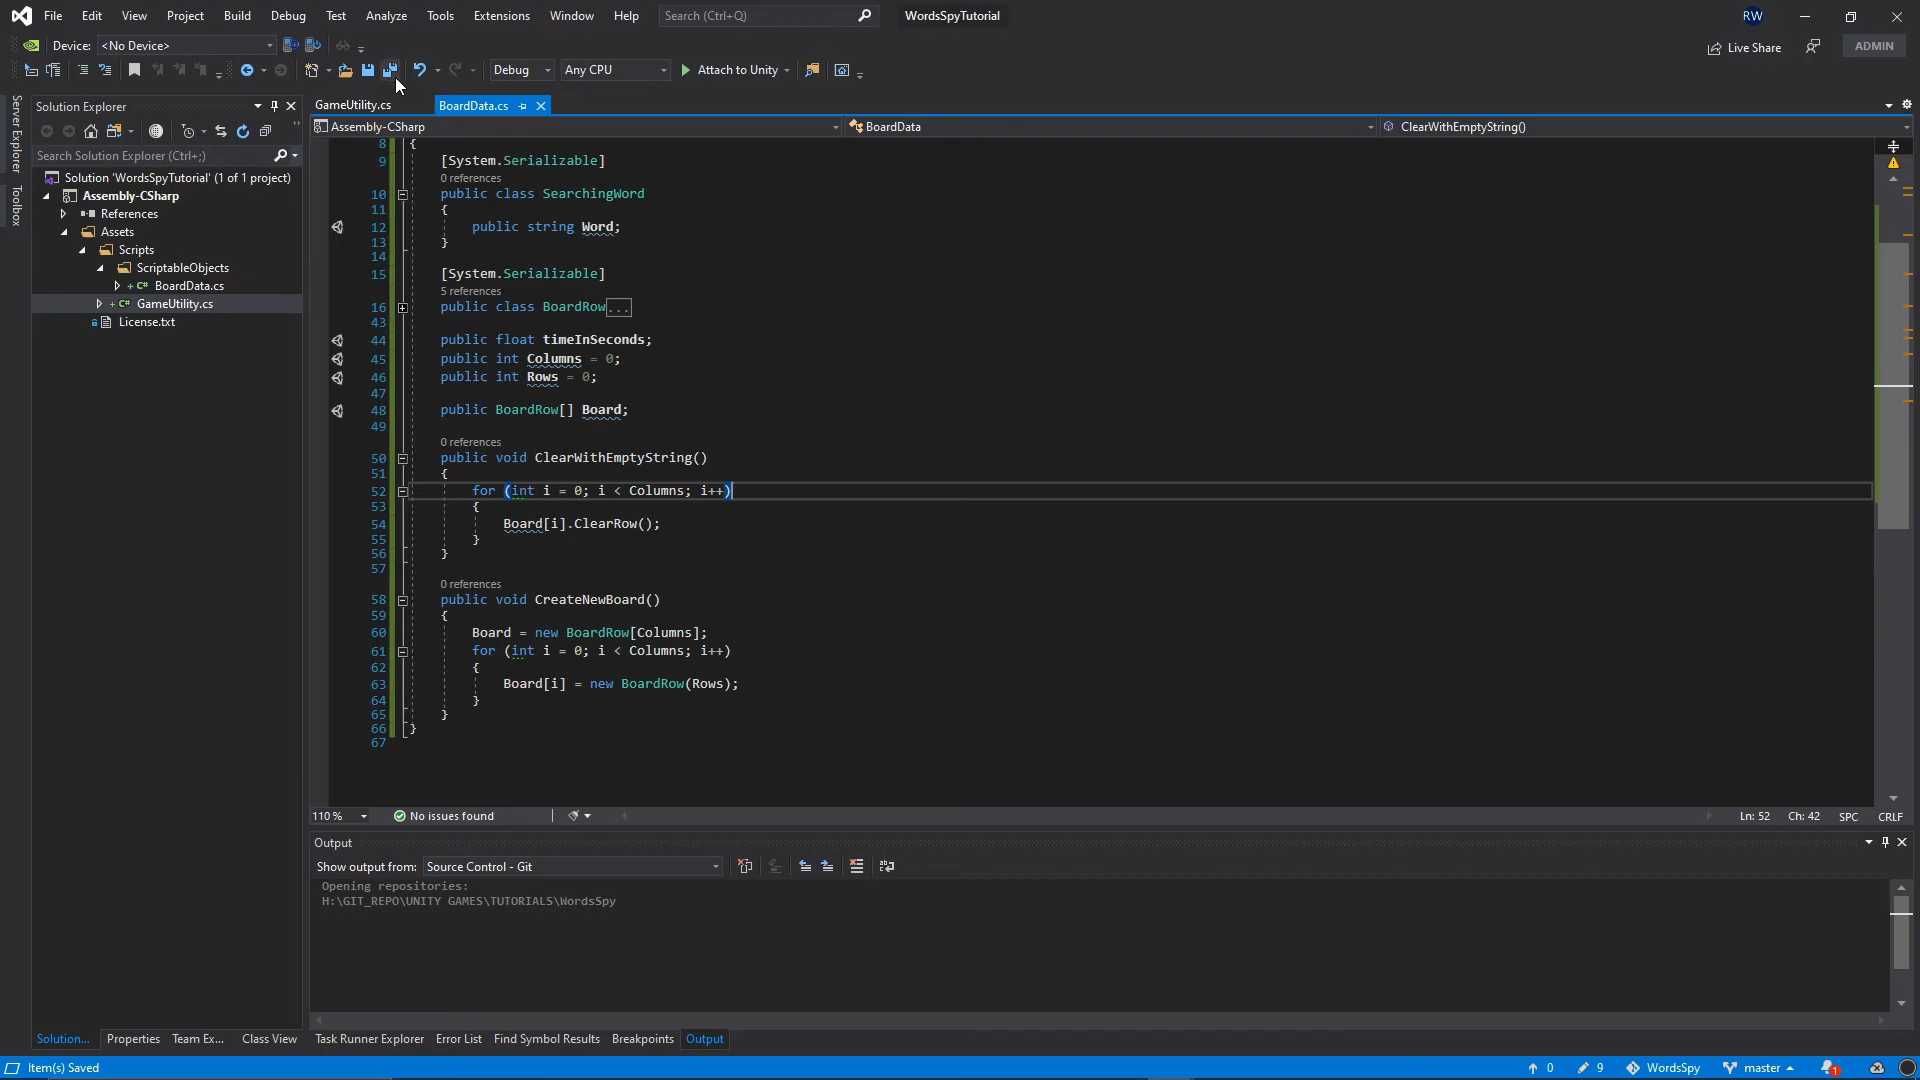 File Edit View Project Build Debug Test Analyze Tools Extensions Window Help Search (Ctrl+Q) WordsSpyTutorial RW
Device: <No Device> Live Share ADMIN
Debug Any CPU Attach to Unity
Server Explorer
Toolbox
Solution Explorer
Search Solution Explorer (Ctrl+;)
Solution 'WordsSpyTutorial' (1 of 1 project)
Assembly-CSharp
References
Assets
Scripts
ScriptableObjects
+ C# BoardData.cs
+ C# GameUtility.cs
License.txt
GameUtility.cs BoardData.cs
Assembly-CSharp BoardData ClearWithEmptyString()
8 {
9 [System.Serializable]
0 references
10 public class SearchingWord
11 {
12 public string Word;
13 }
14
15 [System.Serializable]
5 references
16 public class BoardRow...
43
44 public float timeInSeconds;
45 public int Columns = 0;
46 public int Rows = 0;
47
48 public BoardRow[] Board;
49
0 references
50 public void ClearWithEmptyString()
51 {
52 for (int i = 0; i < Columns; i++)
53 {
54 Board[i].ClearRow();
55 }
56 }
57
0 references
58 public void CreateNewBoard()
59 {
60 Board = new BoardRow[Columns];
61 for (int i = 0; i < Columns; i++)
62 {
63 Board[i] = new BoardRow(Rows);
64 }
65 }
66 }
67
110 % No issues found Ln: 52 Ch: 42 SPC CRLF
Output
Show output from: Source Control - Git
Opening repositories:
H:\GIT_REPO\UNITY GAMES\TUTORIALS\WordsSpy
Solution... Properties Team Ex... Class View Task Runner Explorer Error List Find Symbol Results Breakpoints Output
Item(s) Saved 0 9 WordsSpy master 1